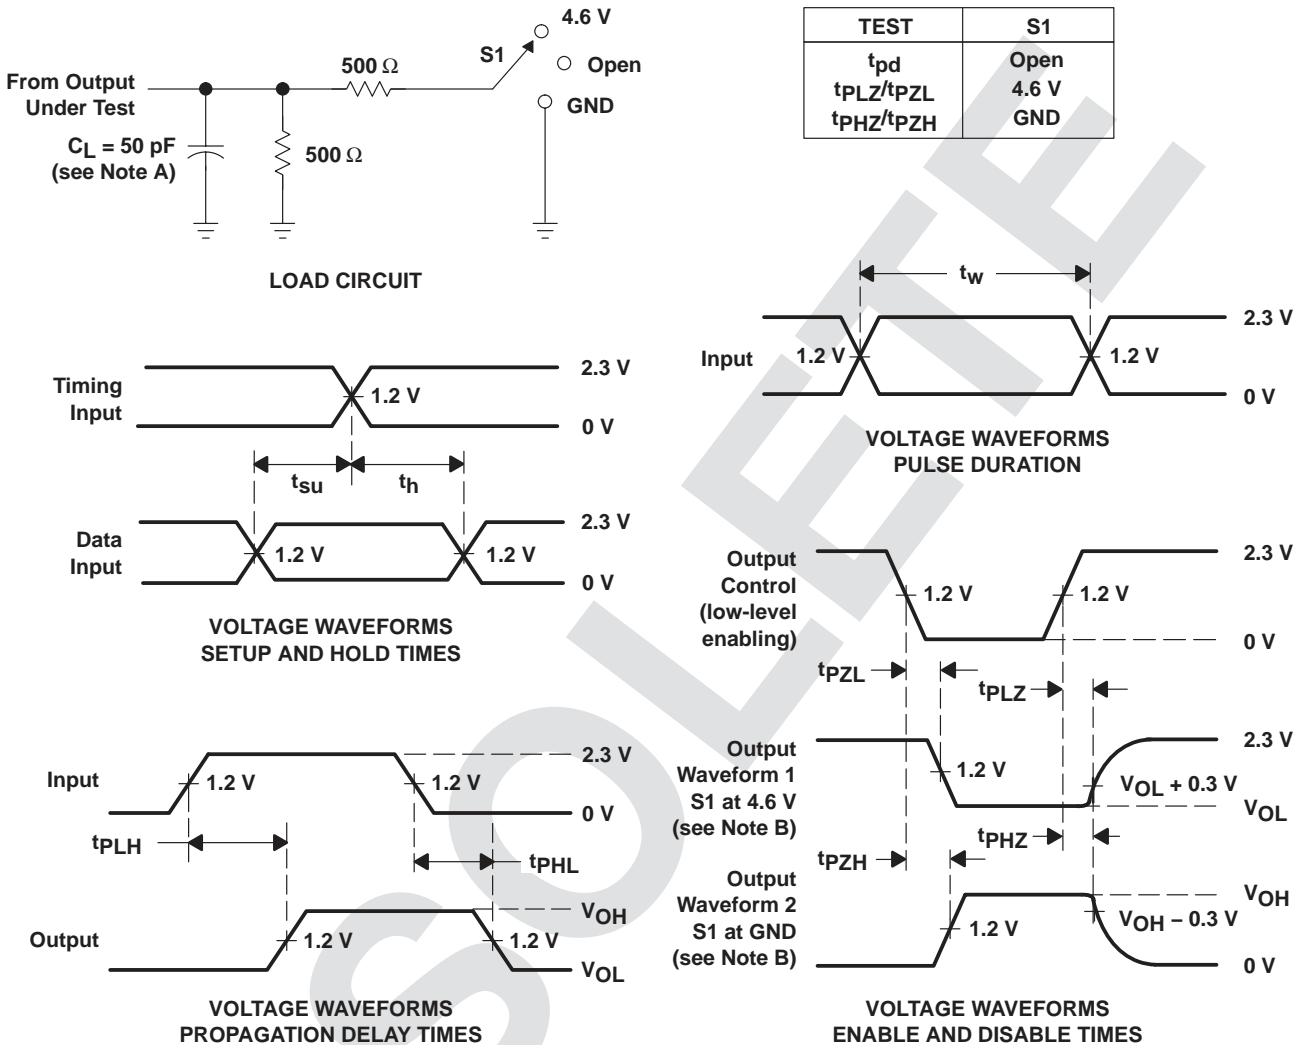 4.6 V
S1
Open
GND
500 Ω
From Output
Under Test
CL = 50 pF
(see Note A)
500 Ω
LOAD CIRCUIT
TEST S1
tpd Open
tPLZ/tPZL 4.6 V
tPHZ/tPZH GND
tw
2.3 V
Input 1.2 V 1.2 V
0 V
VOLTAGE WAVEFORMS
PULSE DURATION
Timing
Input
2.3 V
1.2 V
0 V
tsu th
Data
Input
2.3 V
1.2 V 1.2 V
0 V
VOLTAGE WAVEFORMS
SETUP AND HOLD TIMES
Input
2.3 V
1.2 V 1.2 V
0 V
tPLH
tPHL
Output
VOH
1.2 V 1.2 V
VOL
VOLTAGE WAVEFORMS
PROPAGATION DELAY TIMES
Output
Control
(low-level
enabling)
2.3 V
1.2 V 1.2 V
0 V
tPZL
tPLZ
Output
Waveform 1
S1 at 4.6 V
(see Note B)
2.3 V
1.2 V
VOL + 0.3 V
VOL
tPHZ
tPZH
Output
Waveform 2
S1 at GND
(see Note B)
VOH
1.2 V
VOH − 0.3 V
0 V
VOLTAGE WAVEFORMS
ENABLE AND DISABLE TIMES
SOLETE